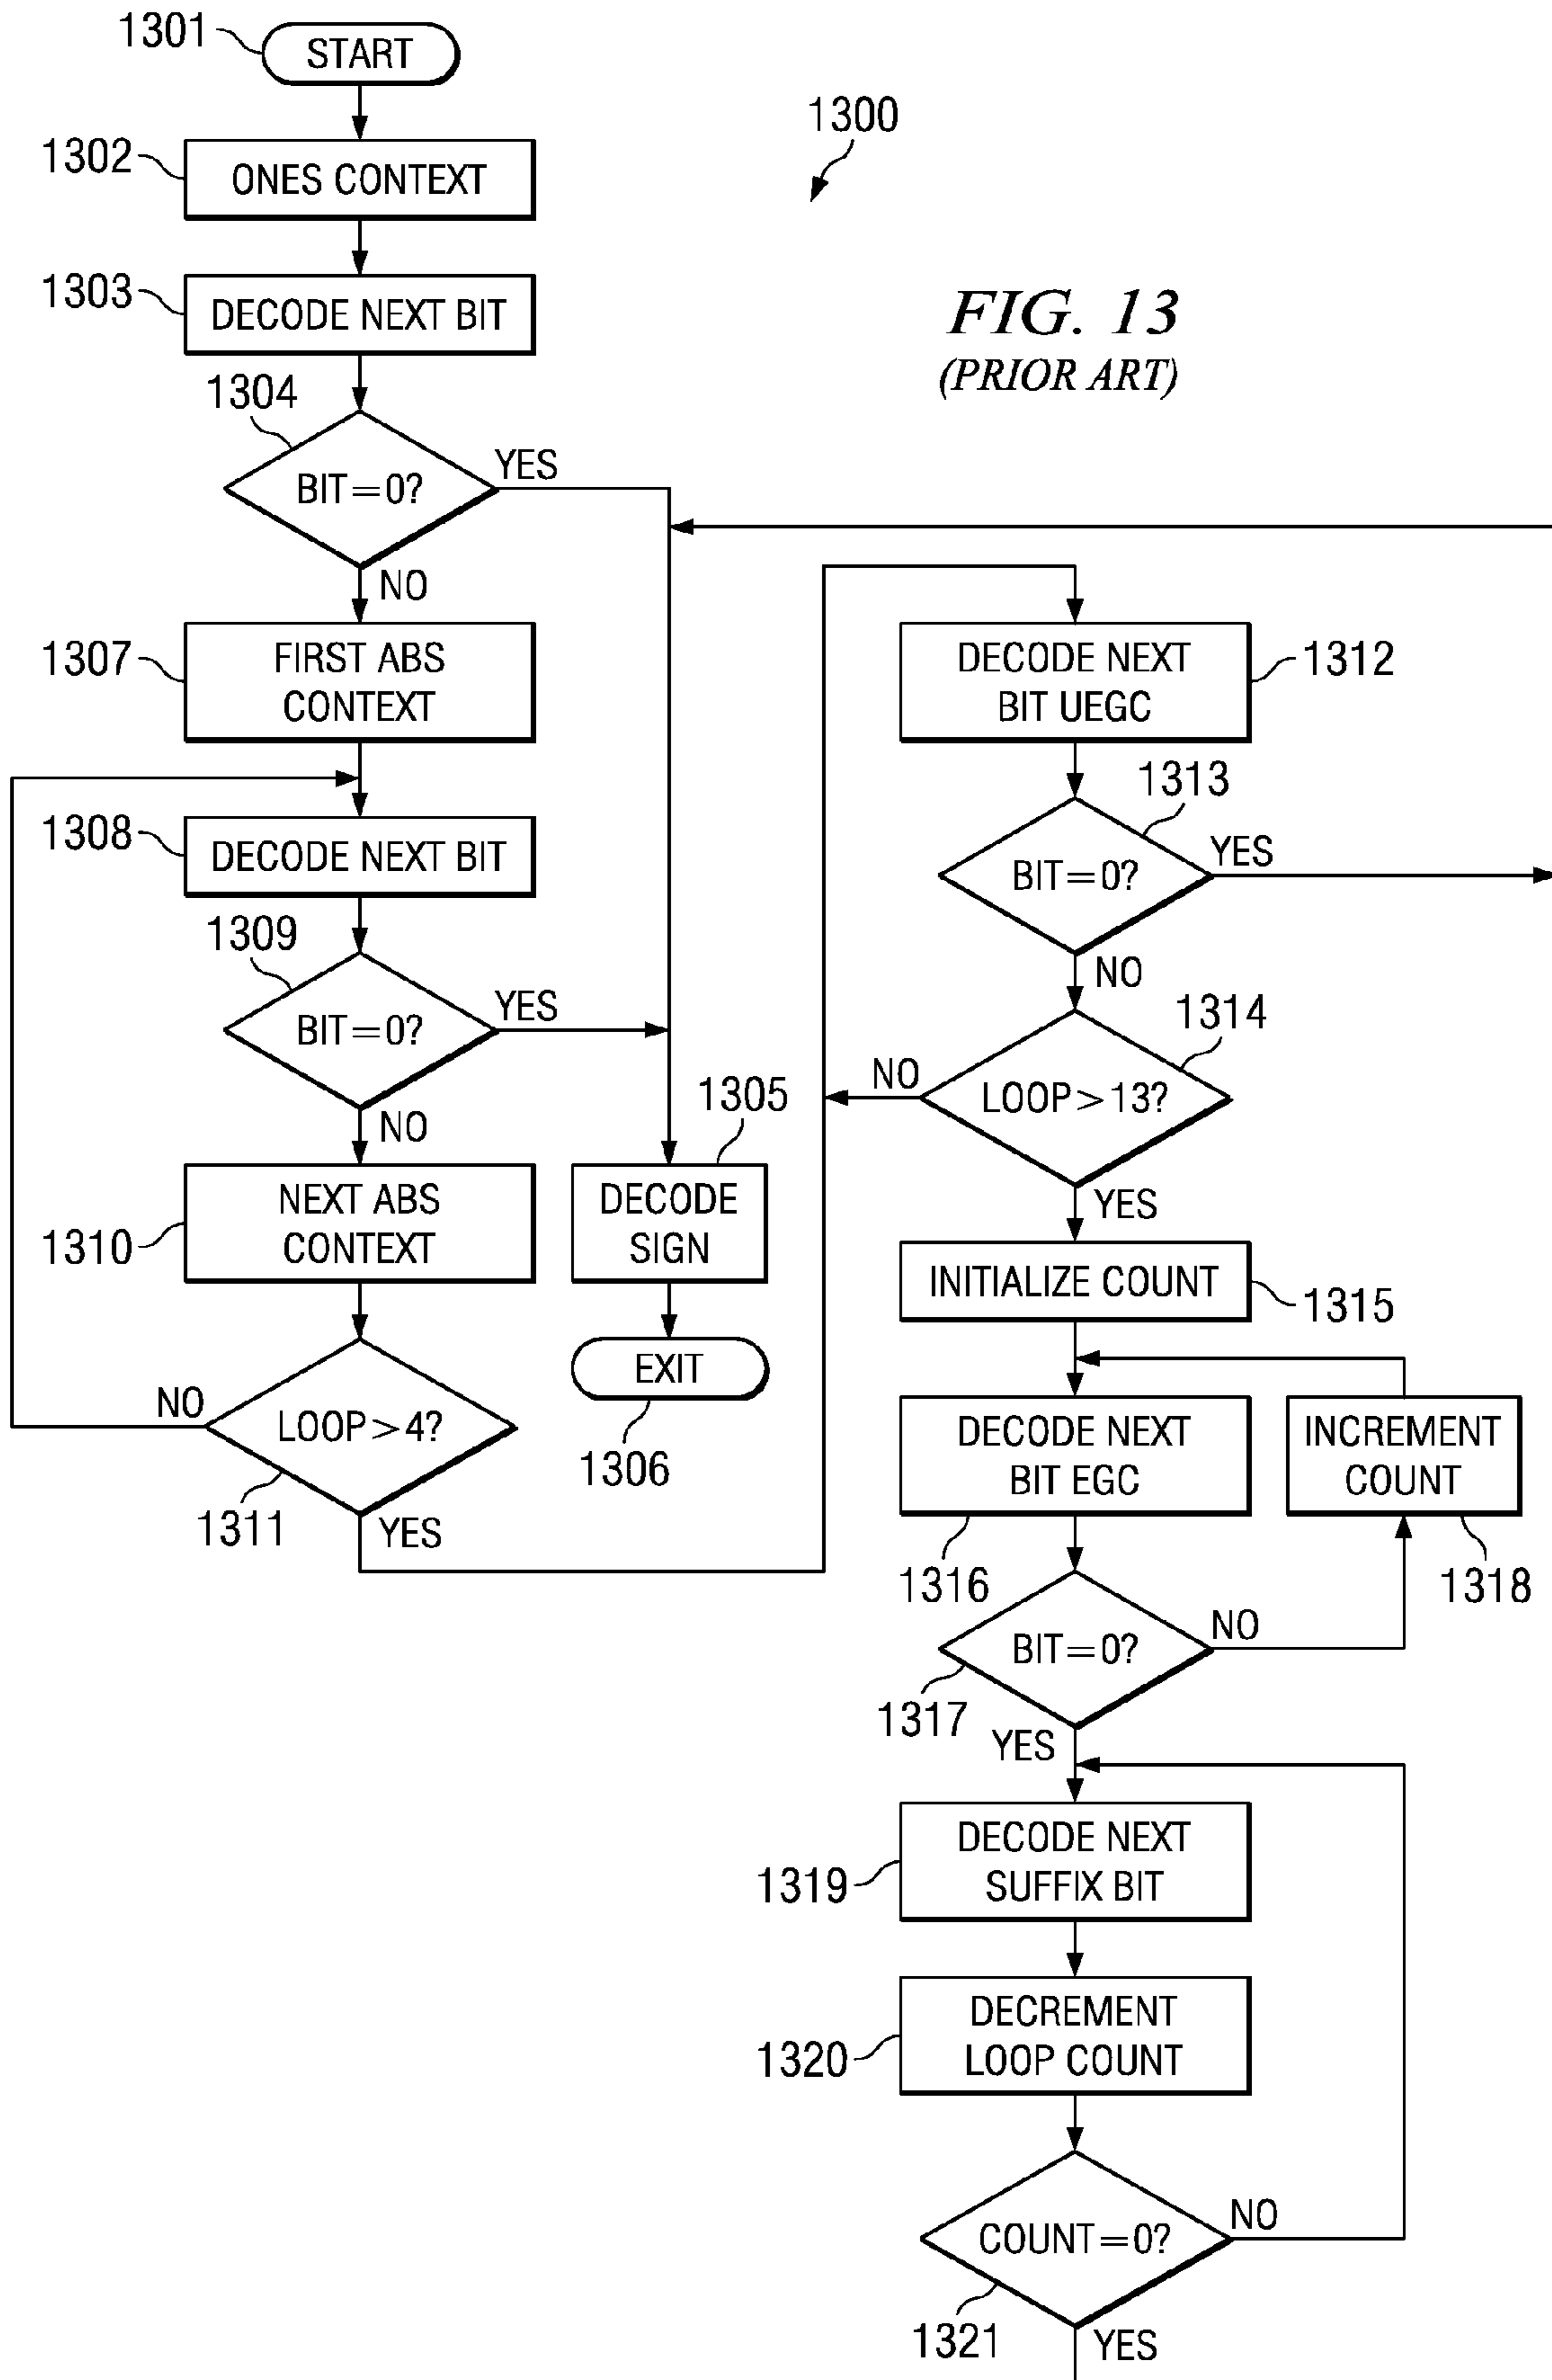 1301
START
1300
1302
ONES CONTEXT
1303
DECODE NEXT BIT
FIG. 13
(PRIOR ART)
1304
BIT=0?
YES
NO
1307
FIRST ABS
CONTEXT
1308
DECODE NEXT BIT
1309
BIT=0?
YES
NO
1310
NEXT ABS
CONTEXT
1305
DECODE
SIGN
EXIT
1306
NO
LOOP>4?
1311
YES
DECODE NEXT
BIT UEGC
1312
1313
BIT=0?
YES
NO
1314
NO
LOOP>13?
YES
INITIALIZE COUNT
1315
DECODE NEXT
BIT EGC
1316
INCREMENT
COUNT
1318
BIT=0?
NO
1317
YES
DECODE NEXT
SUFFIX BIT
1319
DECREMENT
LOOP COUNT
1320
COUNT=0?
NO
1321
YES